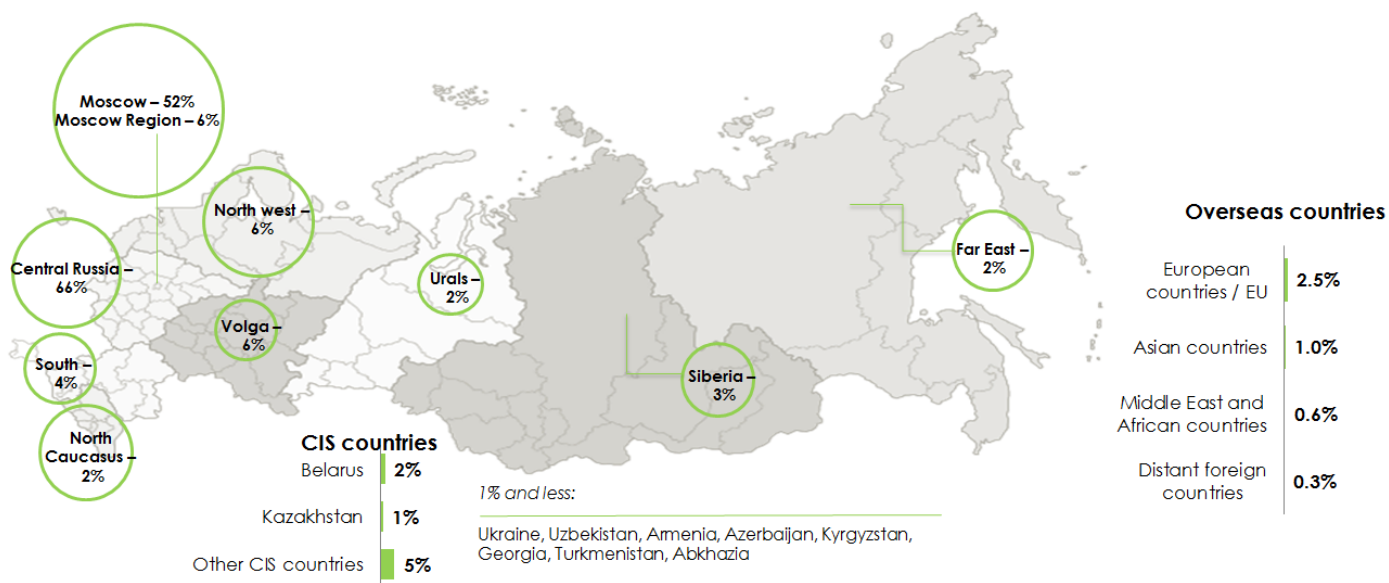 Moscow – 52%
Moscow Region – 6%
North west –
6%
Central Russia –
66%
Urals –
2%
Volga –
6%
South –
4%
North
Caucasus –
2%
Siberia –
3%
Far East –
2%
CIS countries
Belarus 2%
Kazakhstan 1%
Other CIS countries 5%
1% and less:
Ukraine, Uzbekistan, Armenia, Azerbaijan, Kyrgyzstan,
Georgia, Turkmenistan, Abkhazia
Overseas countries
European
countries / EU
2.5%
Asian countries 1.0%
Middle East and
African countries
0.6%
Distant foreign
countries
0.3%